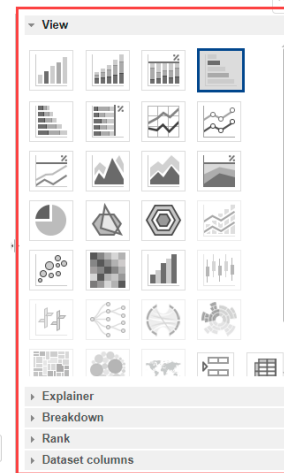 View
%
%
%
%
%
Explainer
Breakdown
Rank
Dataset columns